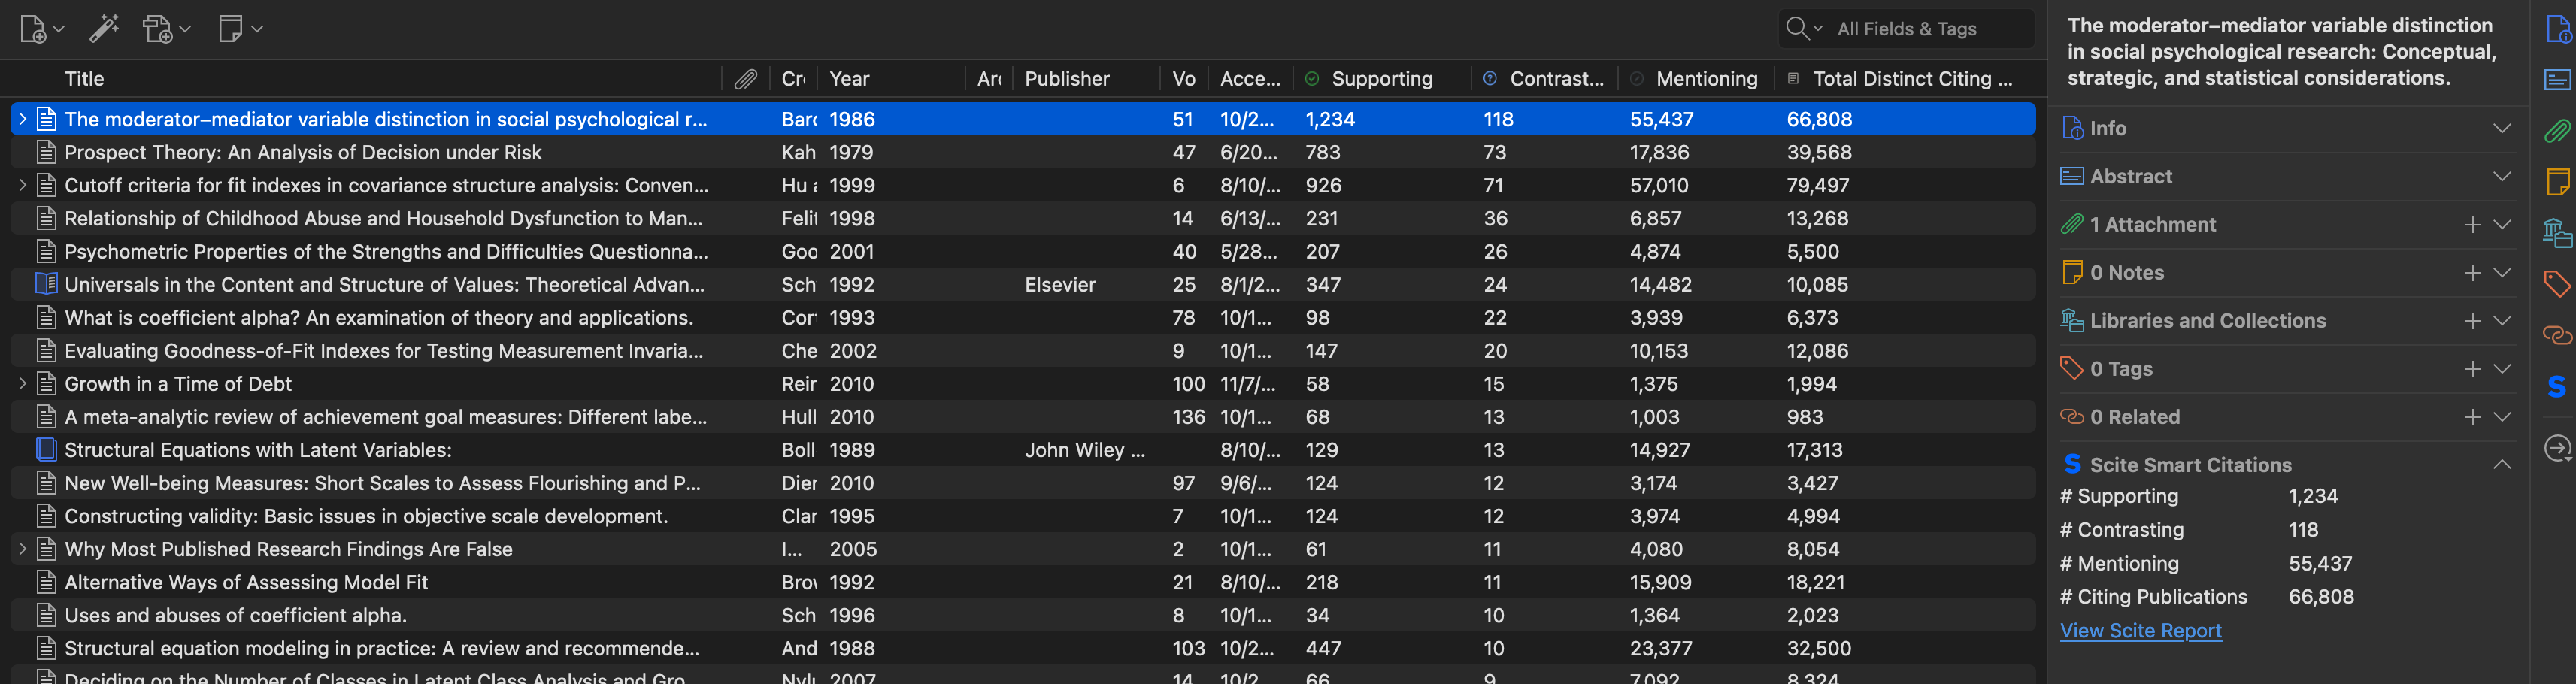 All Fields & Tags
Title Cr Year Ar Publisher Vo Acce... Supporting Contrast... Mentioning Total Distinct Citing ...
The moderator–mediator variable distinction in social psychological r... Bar 1986 51 10/2... 1,234 118 55,437 66,808
Prospect Theory: An Analysis of Decision under Risk Kah 1979 47 6/20... 783 73 17,836 39,568
Cutoff criteria for fit indexes in covariance structure analysis: Conven... Hu a 1999 6 8/10/... 926 71 57,010 79,497
Relationship of Childhood Abuse and Household Dysfunction to Man... Felit 1998 14 6/13/... 231 36 6,857 13,268
Psychometric Properties of the Strengths and Difficulties Questionna... Goo 2001 40 5/28... 207 26 4,874 5,500
Universals in the Content and Structure of Values: Theoretical Advan... Sch 1992 Elsevier 25 8/1/2... 347 24 14,482 10,085
What is coefficient alpha? An examination of theory and applications. Cort 1993 78 10/1... 98 22 3,939 6,373
Evaluating Goodness-of-Fit Indexes for Testing Measurement Invaria... Che 2002 9 10/1... 147 20 10,153 12,086
Growth in a Time of Debt Rein 2010 100 11/7/... 58 15 1,375 1,994
A meta-analytic review of achievement goal measures: Different labe... Hull 2010 136 10/1... 68 13 1,003 983
Structural Equations with Latent Variables: Boll 1989 John Wiley ... 8/10/... 129 13 14,927 17,313
New Well-being Measures: Short Scales to Assess Flourishing and P... Dien 2010 97 9/6/... 124 12 3,174 3,427
Constructing validity: Basic issues in objective scale development. Clar 1995 7 10/1... 124 12 3,974 4,994
Why Most Published Research Findings Are False I... 2005 2 10/1... 61 11 4,080 8,054
Alternative Ways of Assessing Model Fit Brow 1992 21 8/10/... 218 11 15,909 18,221
Uses and abuses of coefficient alpha. Sch 1996 8 10/1... 34 10 1,364 2,023
Structural equation modeling in practice: A review and recommende... And 1988 103 10/2... 447 10 23,377 32,500
Deciding on the Number of Classes in Latent Class Analysis and Gro... Nylu 2007 14 10/2... 66 9 7,092 8,324
The moderator–mediator variable distinction
in social psychological research: Conceptual,
strategic, and statistical considerations.
Info
Abstract
1 Attachment
0 Notes
Libraries and Collections
0 Tags
0 Related
Scite Smart Citations
# Supporting 1,234
# Contrasting 118
# Mentioning 55,437
# Citing Publications 66,808
View Scite Report